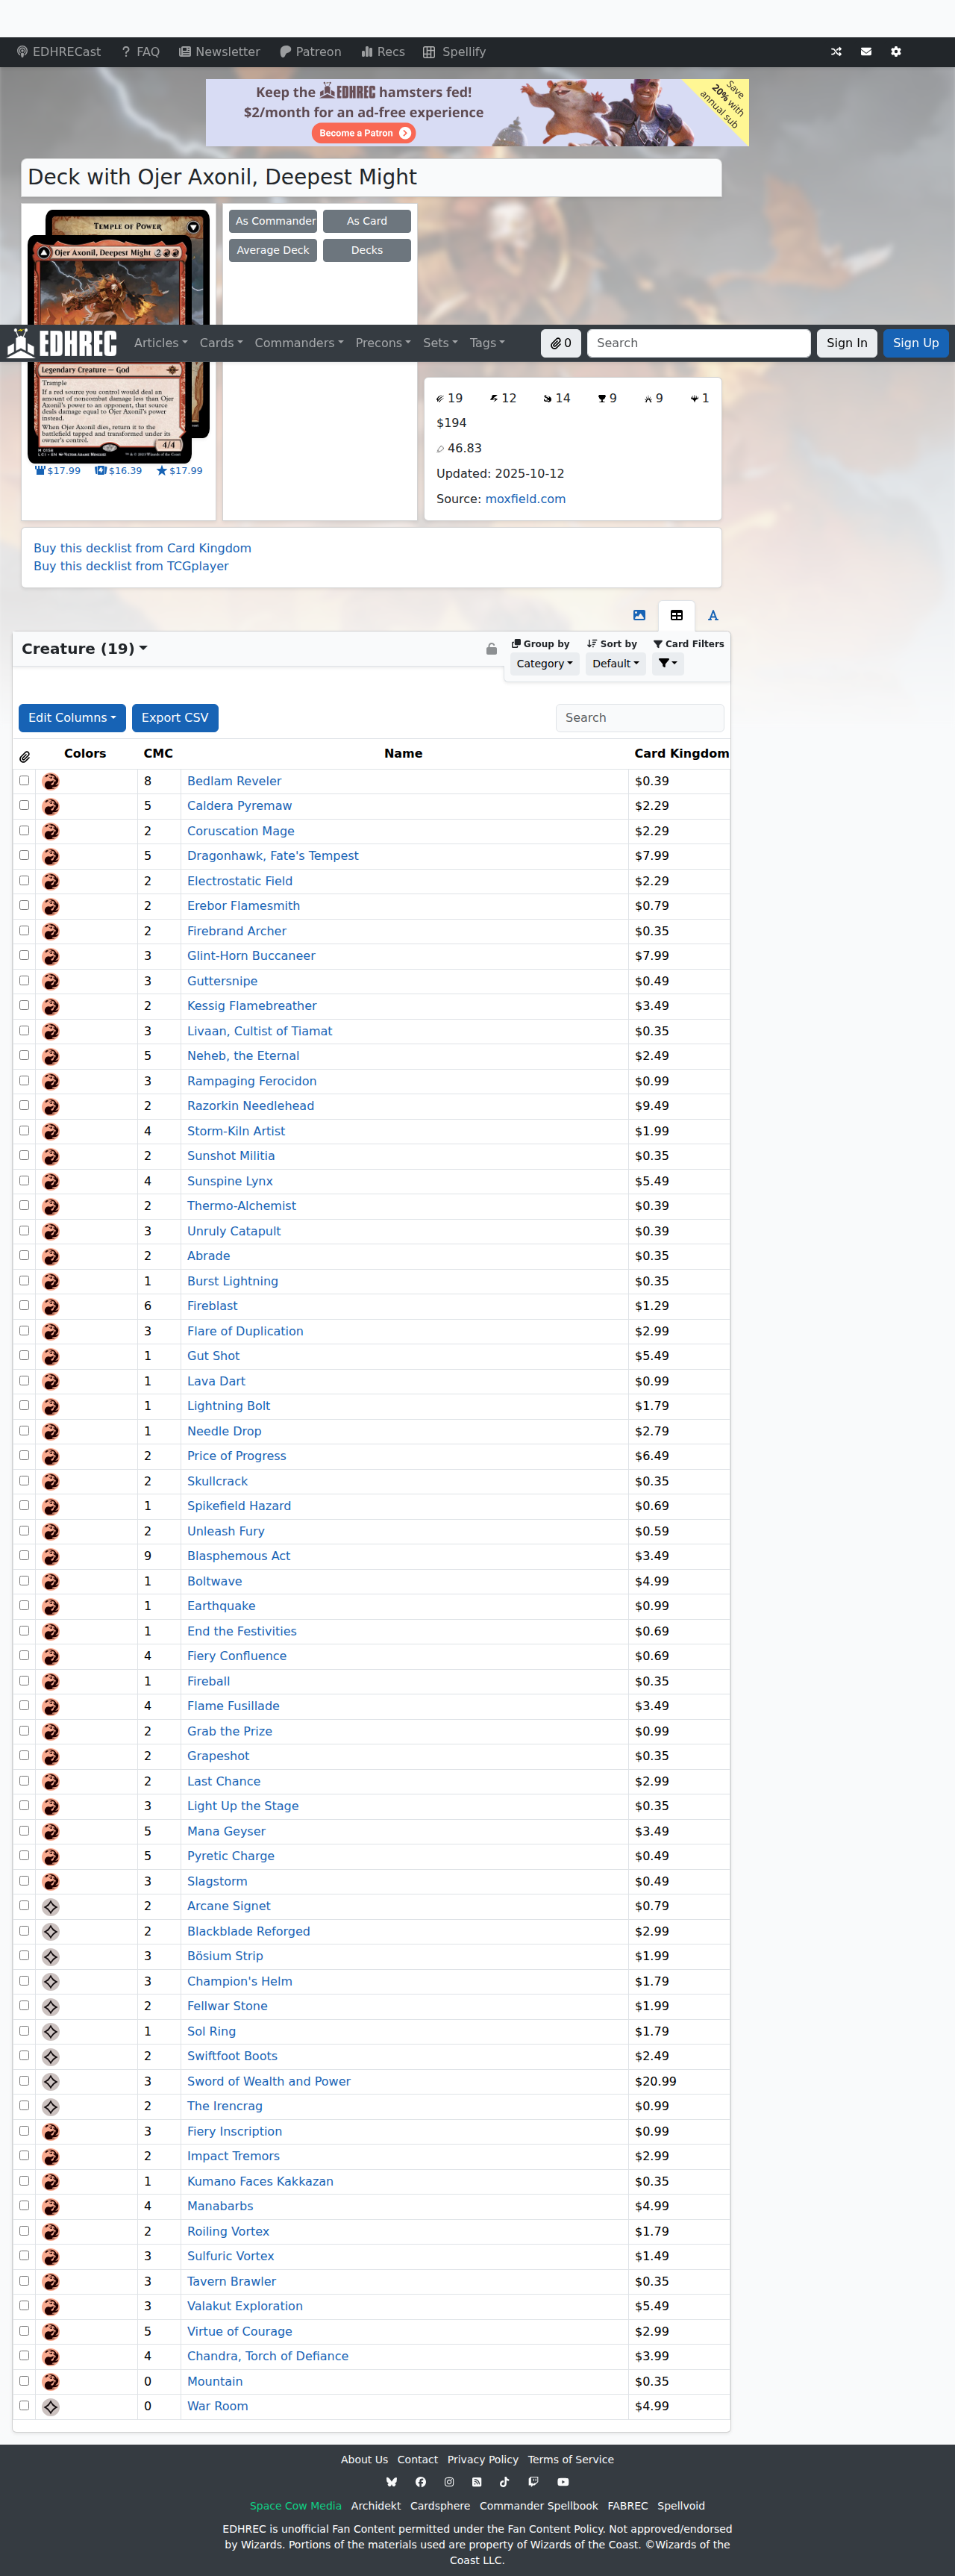 EDHRECast FAQ Newsletter Patreon Recs Spellify
Keep the EDHREC hamsters fed!
$2/month for an ad-free experience
Become a Patron
Save
20% with
annual sub
Deck with Ojer Axonil, Deepest Might
Temple of Power
Ojer Axonil, Deepest Might
As Commander As Card
Average Deck Decks
EDHREC Articles Cards Commanders Precons Sets Tags 0 Search Sign In Sign Up
Legendary Creature — God
Trample
If a red source you control would deal an
amount of noncombat damage less than Ojer
Axonil's power to an opponent, that source
deals damage equal to Ojer Axonil's power
instead.
When Ojer Axonil dies, return it to the
battlefield tapped and transformed under its
owner's control.
4/4
$17.99 $16.39 $17.99
19 12 14 9 9 1
$194
46.83
Updated: 2025-10-12
Source: moxfield.com
Buy this decklist from Card Kingdom
Buy this decklist from TCGplayer
Creature (19)
Group by Sort by Card Filters
Category Default
Edit Columns Export CSV Search
Colors CMC Name Card Kingdom
8 Bedlam Reveler $0.39
5 Caldera Pyremaw $2.29
2 Coruscation Mage $2.29
5 Dragonhawk, Fate's Tempest $7.99
2 Electrostatic Field $2.29
2 Erebor Flamesmith $0.79
2 Firebrand Archer $0.35
3 Glint-Horn Buccaneer $7.99
3 Guttersnipe $0.49
2 Kessig Flamebreather $3.49
3 Livaan, Cultist of Tiamat $0.35
5 Neheb, the Eternal $2.49
3 Rampaging Ferocidon $0.99
2 Razorkin Needlehead $9.49
4 Storm-Kiln Artist $1.99
2 Sunshot Militia $0.35
4 Sunspine Lynx $5.49
2 Thermo-Alchemist $0.39
3 Unruly Catapult $0.39
2 Abrade $0.35
1 Burst Lightning $0.35
6 Fireblast $1.29
3 Flare of Duplication $2.99
1 Gut Shot $5.49
1 Lava Dart $0.99
1 Lightning Bolt $1.79
1 Needle Drop $2.79
2 Price of Progress $6.49
2 Skullcrack $0.35
1 Spikefield Hazard $0.69
2 Unleash Fury $0.59
9 Blasphemous Act $3.49
1 Boltwave $4.99
1 Earthquake $0.99
1 End the Festivities $0.69
4 Fiery Confluence $0.69
1 Fireball $0.35
4 Flame Fusillade $3.49
2 Grab the Prize $0.99
2 Grapeshot $0.35
2 Last Chance $2.99
3 Light Up the Stage $0.35
5 Mana Geyser $3.49
5 Pyretic Charge $0.49
3 Slagstorm $0.49
2 Arcane Signet $0.79
2 Blackblade Reforged $2.99
3 Bösium Strip $1.99
3 Champion's Helm $1.79
2 Fellwar Stone $1.99
1 Sol Ring $1.79
2 Swiftfoot Boots $2.49
3 Sword of Wealth and Power $20.99
2 The Irencrag $0.99
3 Fiery Inscription $0.99
2 Impact Tremors $2.99
1 Kumano Faces Kakkazan $0.35
4 Manabarbs $4.99
2 Roiling Vortex $1.79
3 Sulfuric Vortex $1.49
3 Tavern Brawler $0.35
3 Valakut Exploration $5.49
5 Virtue of Courage $2.99
4 Chandra, Torch of Defiance $3.99
0 Mountain $0.35
0 War Room $4.99
About Us Contact Privacy Policy Terms of Service
Space Cow Media Archidekt Cardsphere Commander Spellbook FABREC Spellvoid
EDHREC is unofficial Fan Content permitted under the Fan Content Policy. Not approved/endorsed
by Wizards. Portions of the materials used are property of Wizards of the Coast. ©Wizards of the
Coast LLC.